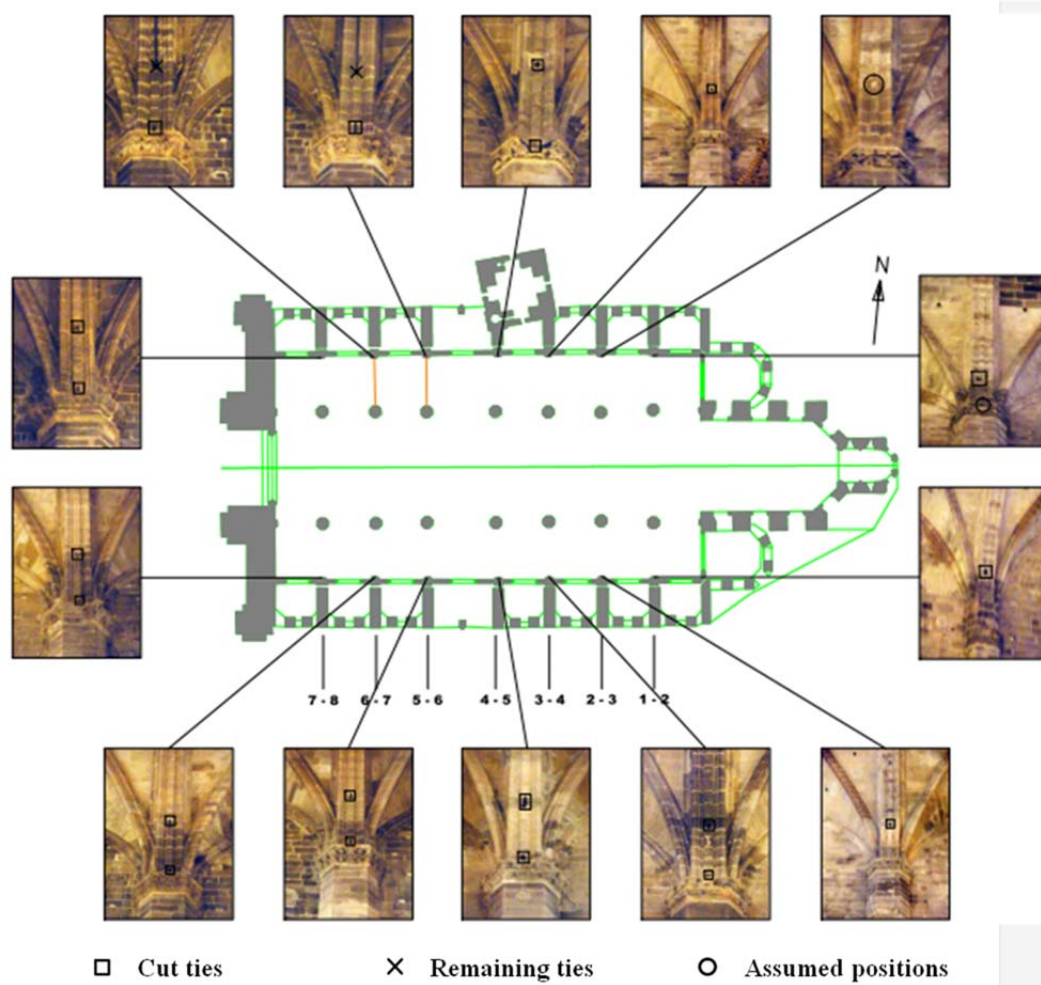 N
7 - 8 6 - 7 5 - 6 4 - 5 3 - 4 2 - 3 1 - 2
Cut ties Remaining ties Assumed positions